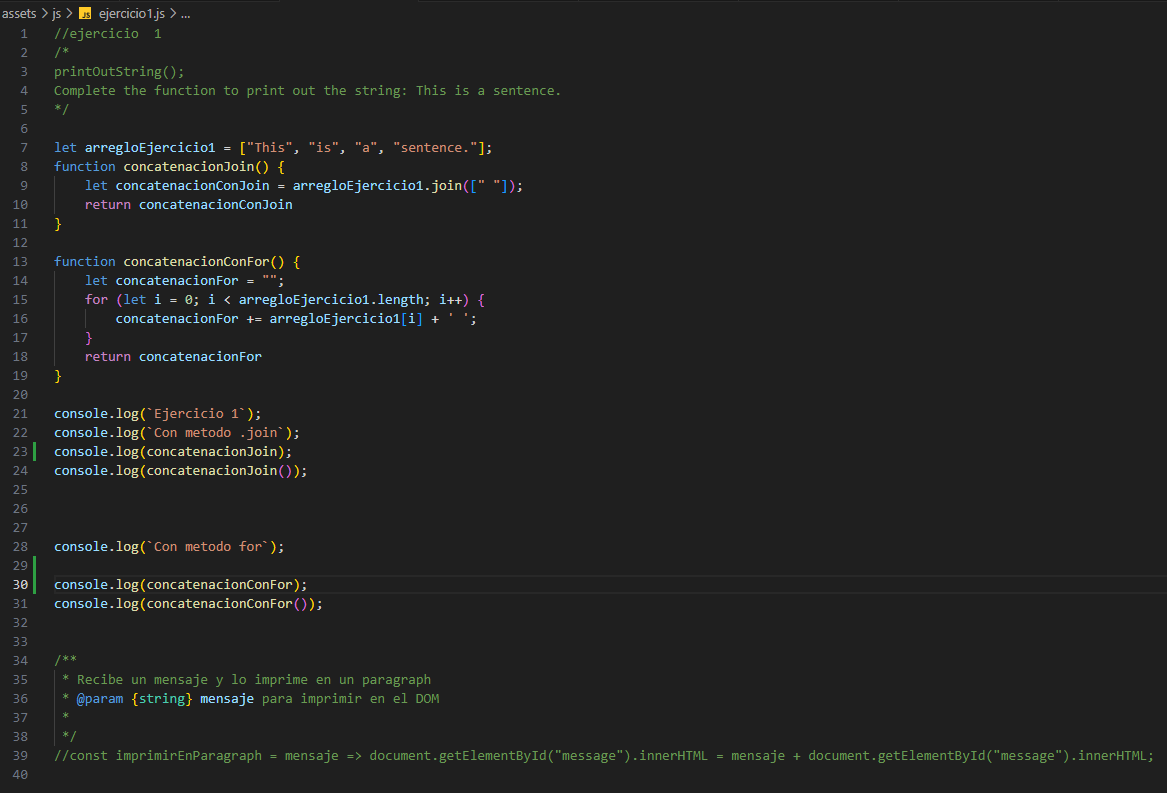 assets > js > JS ejercicio1.js > ...
1 //ejercicio  1
2 /*
3 printOutString();
4 Complete the function to print out the string: This is a sentence.
5 */
6
7 let arregloEjercicio1 = ["This", "is", "a", "sentence."];
8 function concatenacionJoin() {
9     let concatenacionConJoin = arregloEjercicio1.join([" "]);
10     return concatenacionConJoin
11 }
12
13 function concatenacionConFor() {
14     let concatenacionFor = "";
15     for (let i = 0; i < arregloEjercicio1.length; i++) {
16         concatenacionFor += arregloEjercicio1[i] + ' ';
17     }
18     return concatenacionFor
19 }
20
21 console.log(`Ejercicio 1`);
22 console.log(`Con metodo .join`);
23 console.log(concatenacionJoin);
24 console.log(concatenacionJoin());
25
26
27
28 console.log(`Con metodo for`);
29
30 console.log(concatenacionConFor);
31 console.log(concatenacionConFor());
32
33
34 /**
35  * Recibe un mensaje y lo imprime en un paragraph
36  * @param {string} mensaje para imprimir en el DOM
37  *
38  */
39 //const imprimirEnParagraph = mensaje => document.getElementById("message").innerHTML = mensaje + document.getElementById("message").innerHTML;
40